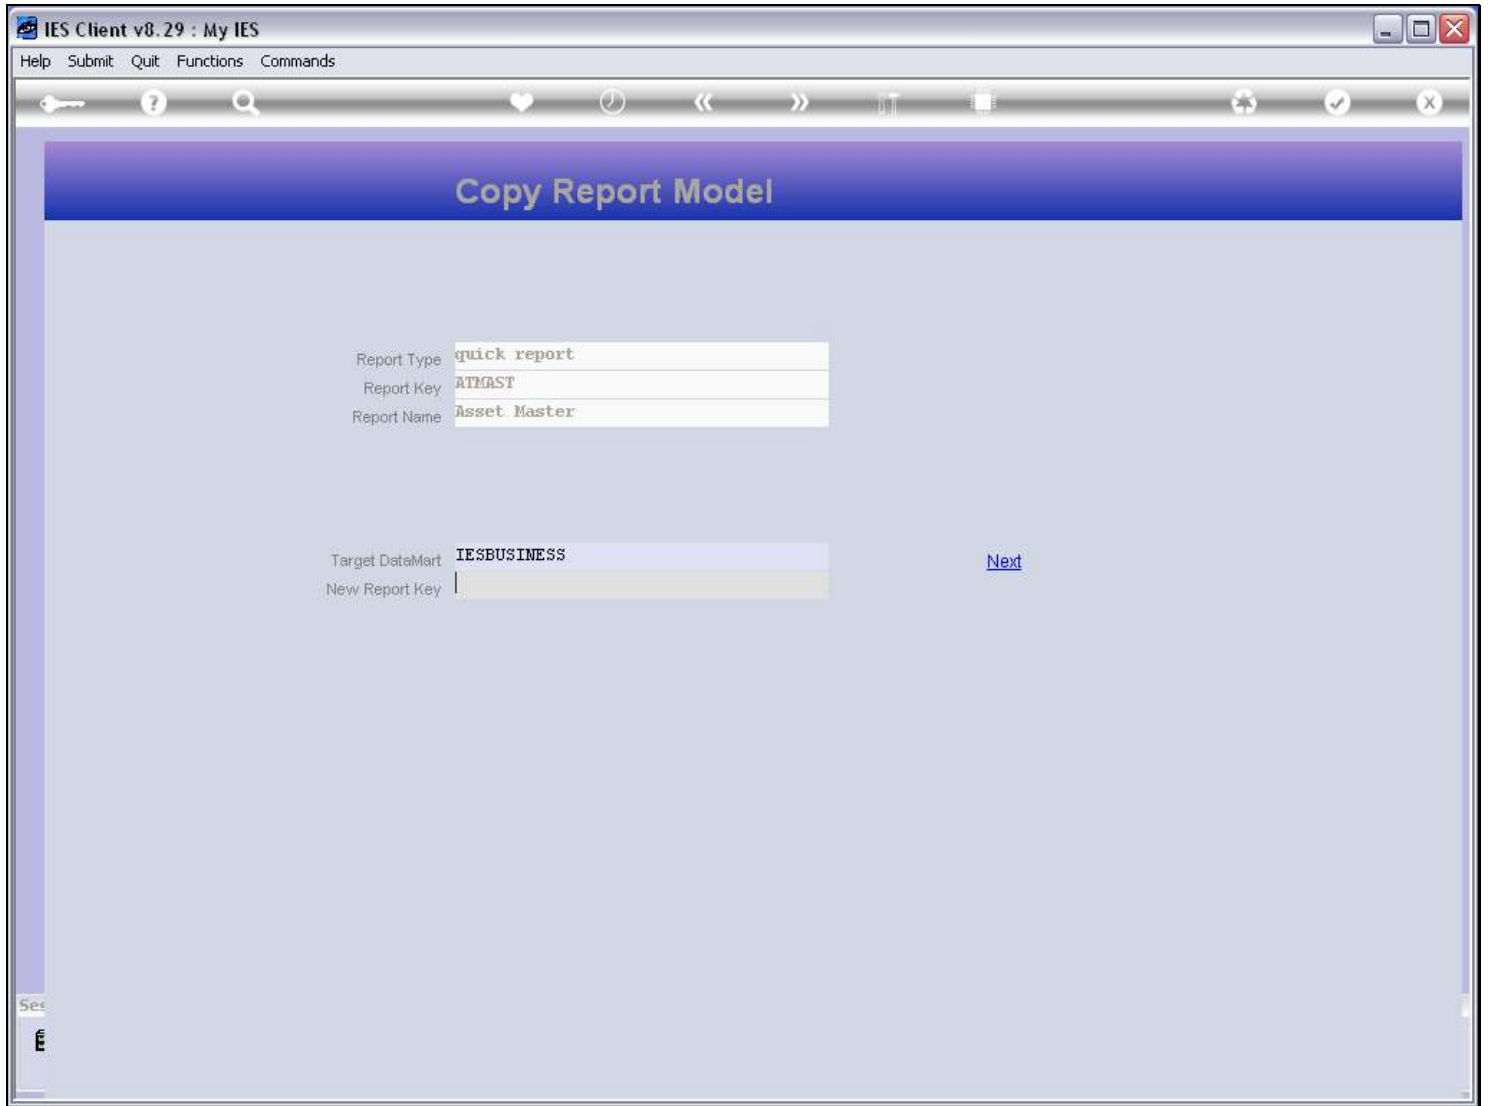 IES Client v8.29 : My IES
Help Submit Quit Functions Commands
Copy Report Model
Report Type quick report
Report Key ATMAST
Report Name Asset Master
Target DataMart IESBUSINESS Next
New Report Key
Ses